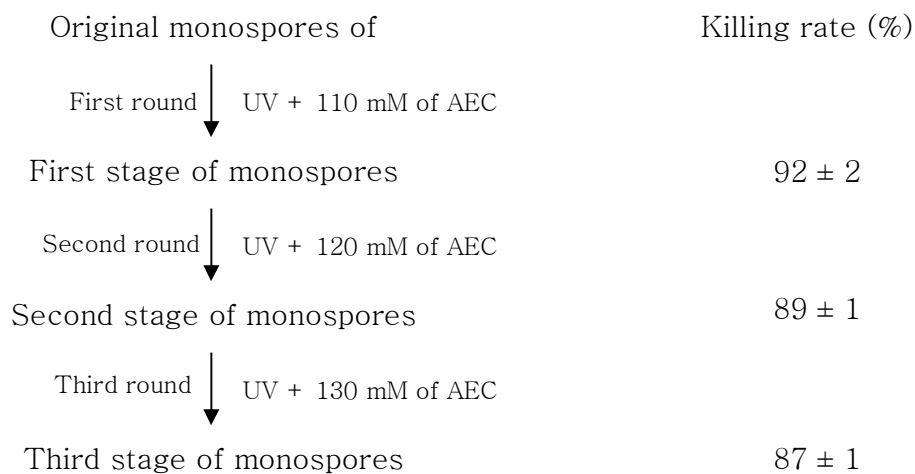 Original monospores of Killing rate (%)
First round UV + 110 mM of AEC
First stage of monospores 92 ± 2
Second round UV + 120 mM of AEC
Second stage of monospores 89 ± 1
Third round UV + 130 mM of AEC
Third stage of monospores 87 ± 1